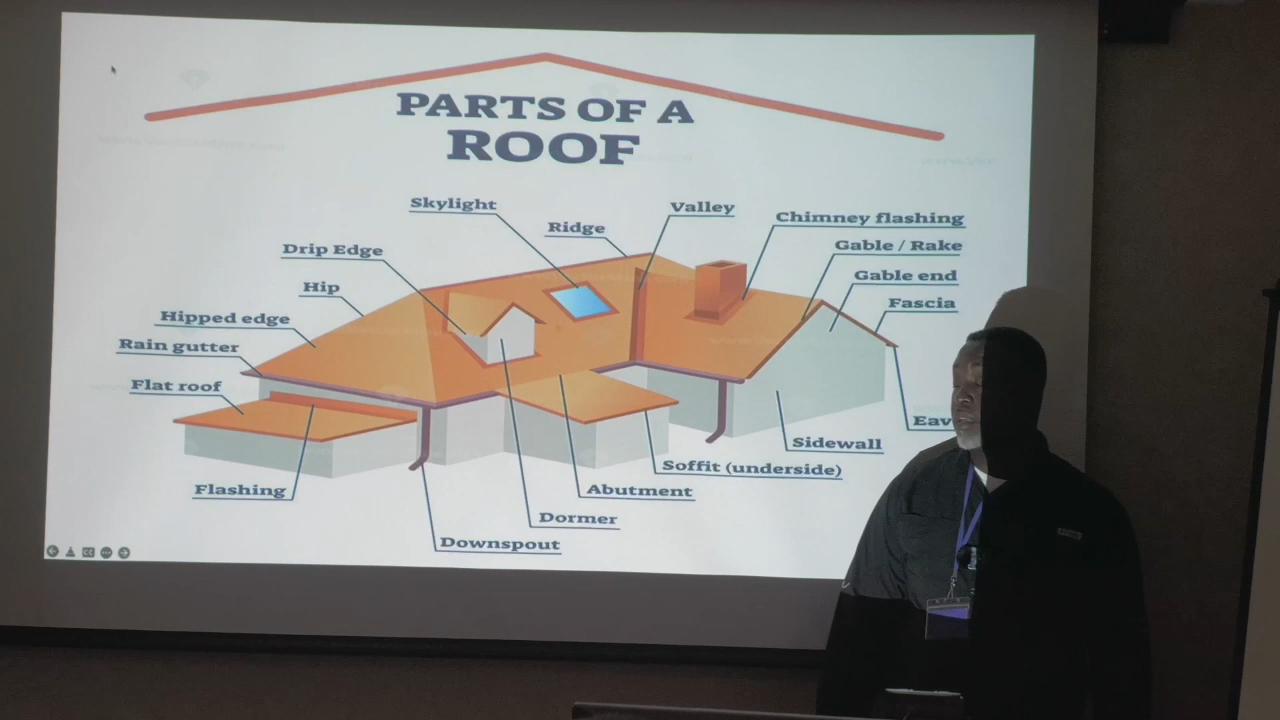 PARTS OF A
ROOF
Skylight
Valley
Ridge
Chimney flashing
Drip Edge
Gable / Rake
Hip
Gable end
Fascia
Hipped edge
Rain gutter
Flat roof
Eav
Sidewall
Soffit (underside)
Flashing
Abutment
Dormer
Downspout